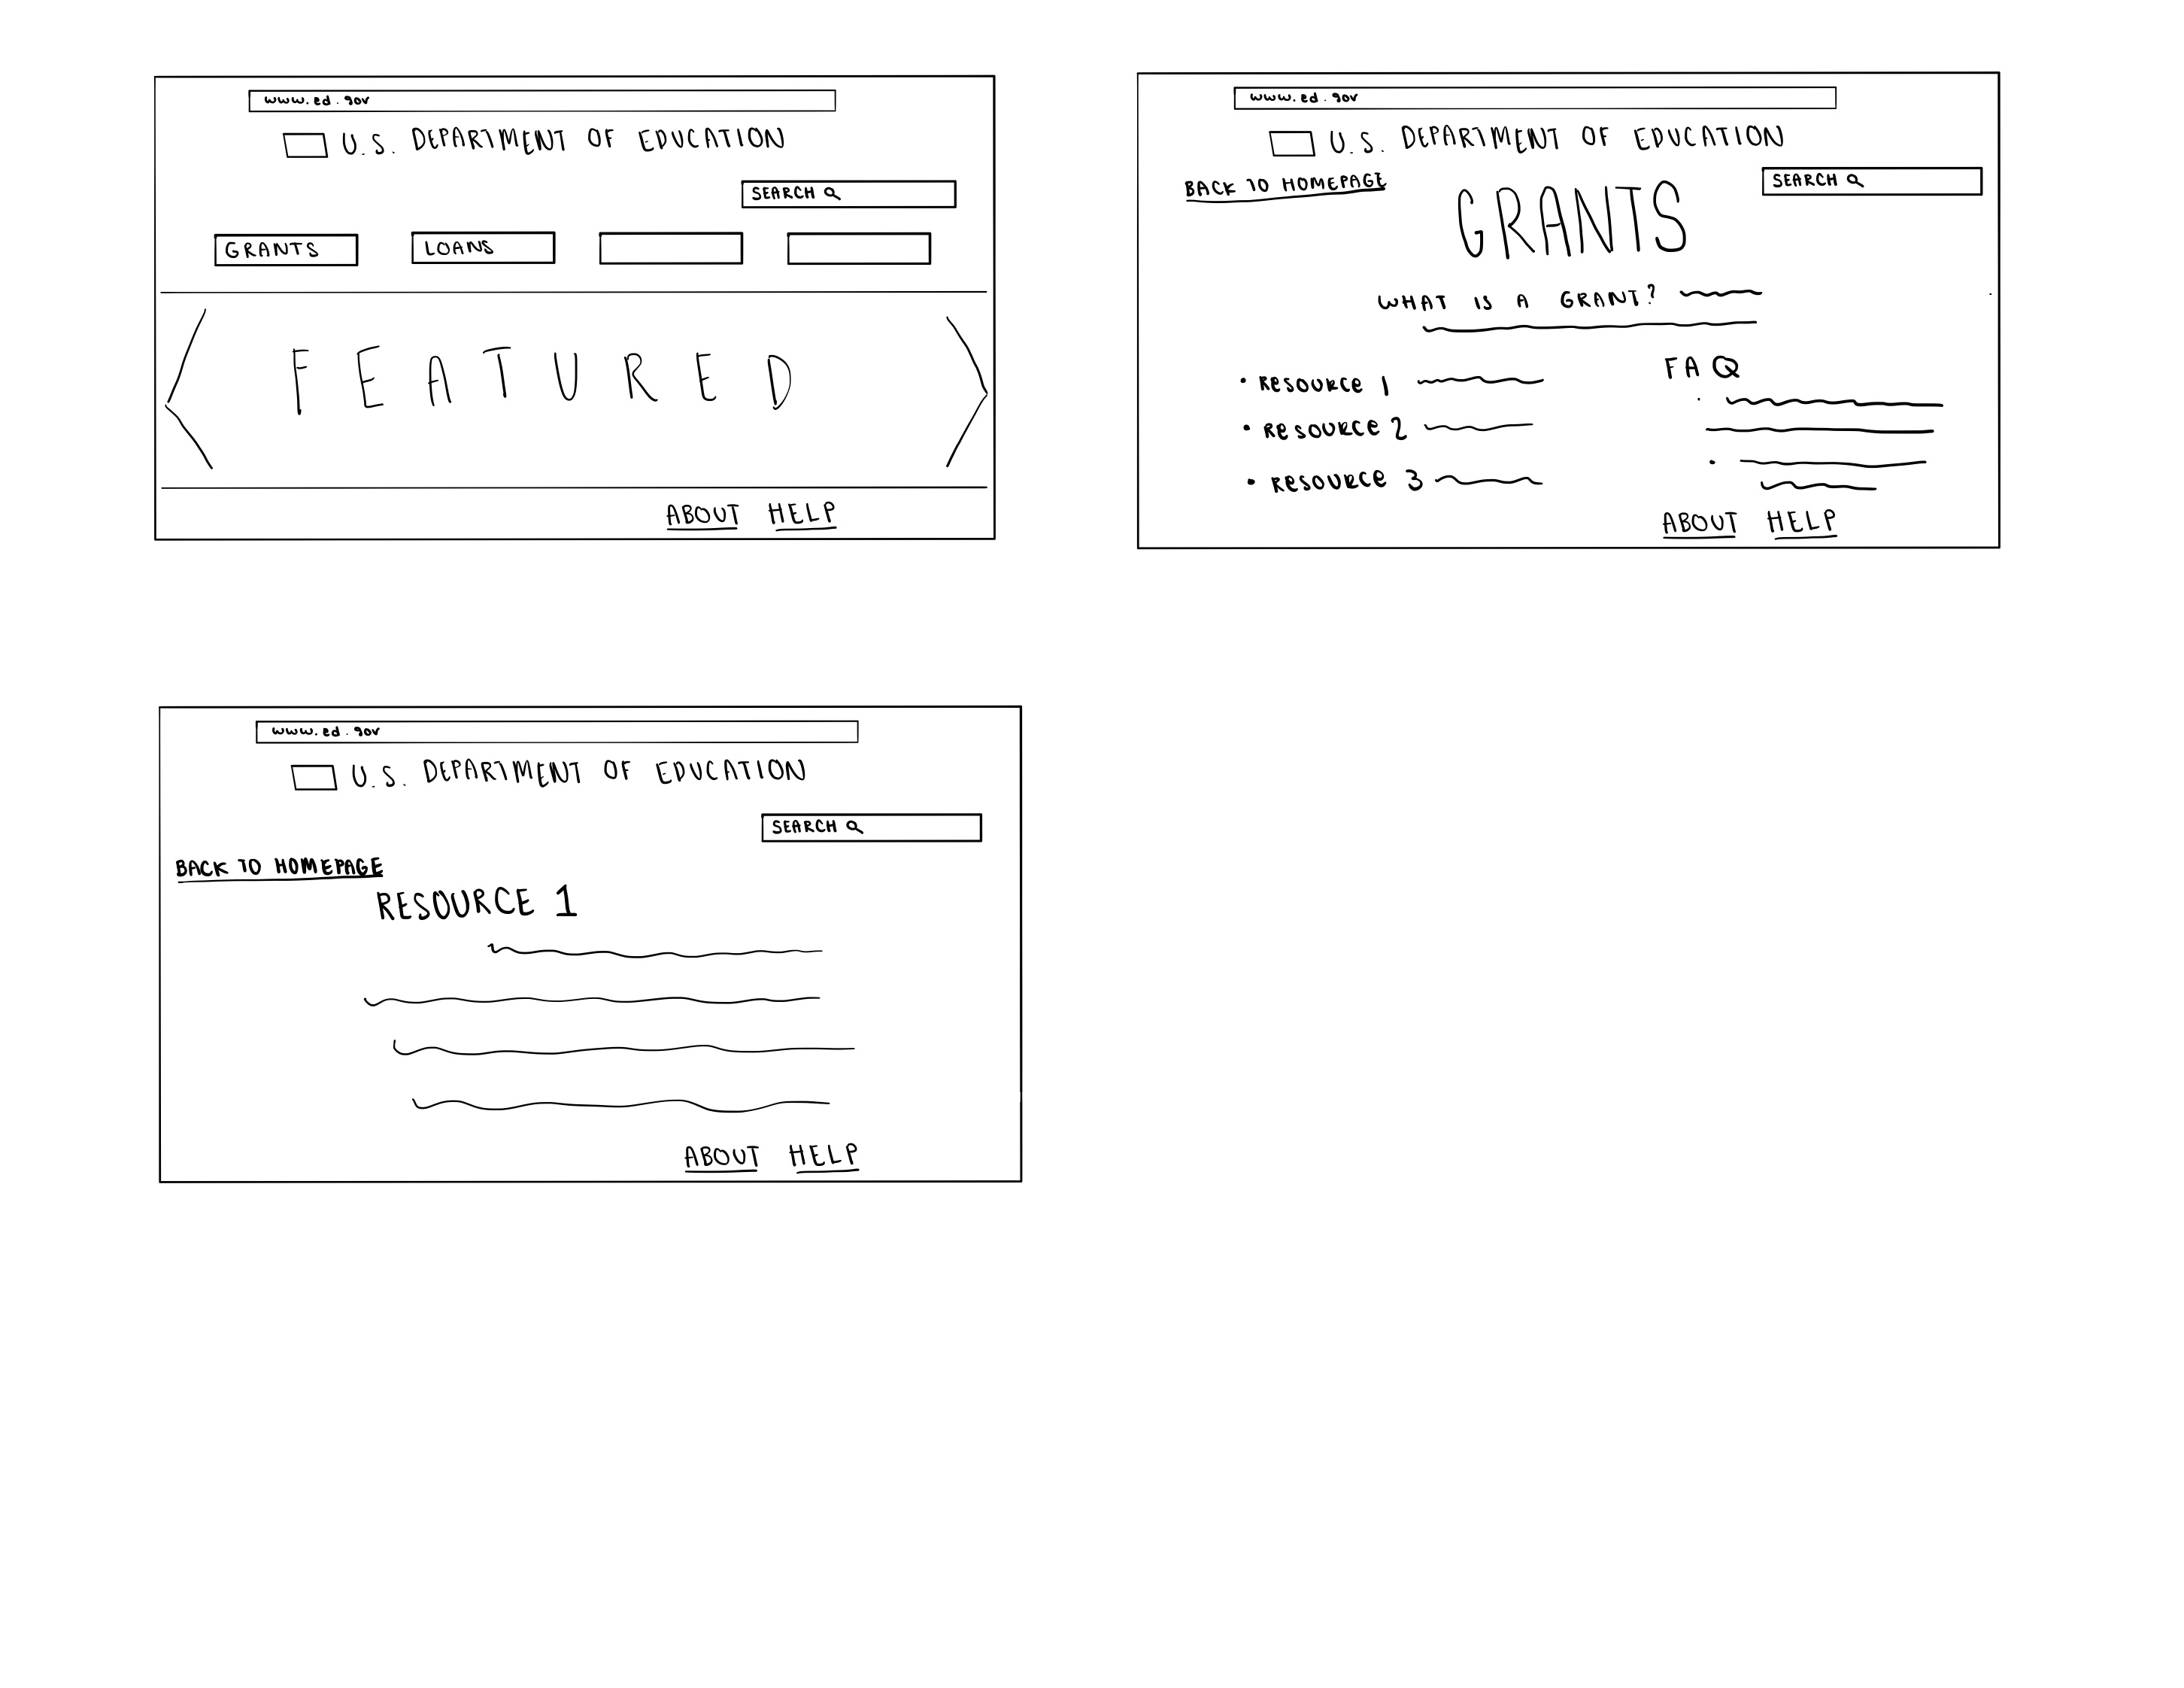 www.ed.gov
U.S. DEPARTMENT OF EDUCATION
SEARCH
GRANTS LOANS
FEATURED
ABOUT HELP
www.ed.gov
U.S. DEPARTMENT OF EDUCATION
BACK TO HOMEPAGE
SEARCH
GRANTS
WHAT IS A GRANT?
• RESOURCE 1
• RESOURCE 2
• RESOURCE 3
FAQ
ABOUT HELP
www.ed.gov
U.S. DEPARTMENT OF EDUCATION
SEARCH
BACK TO HOMEPAGE
RESOURCE 1
ABOUT HELP